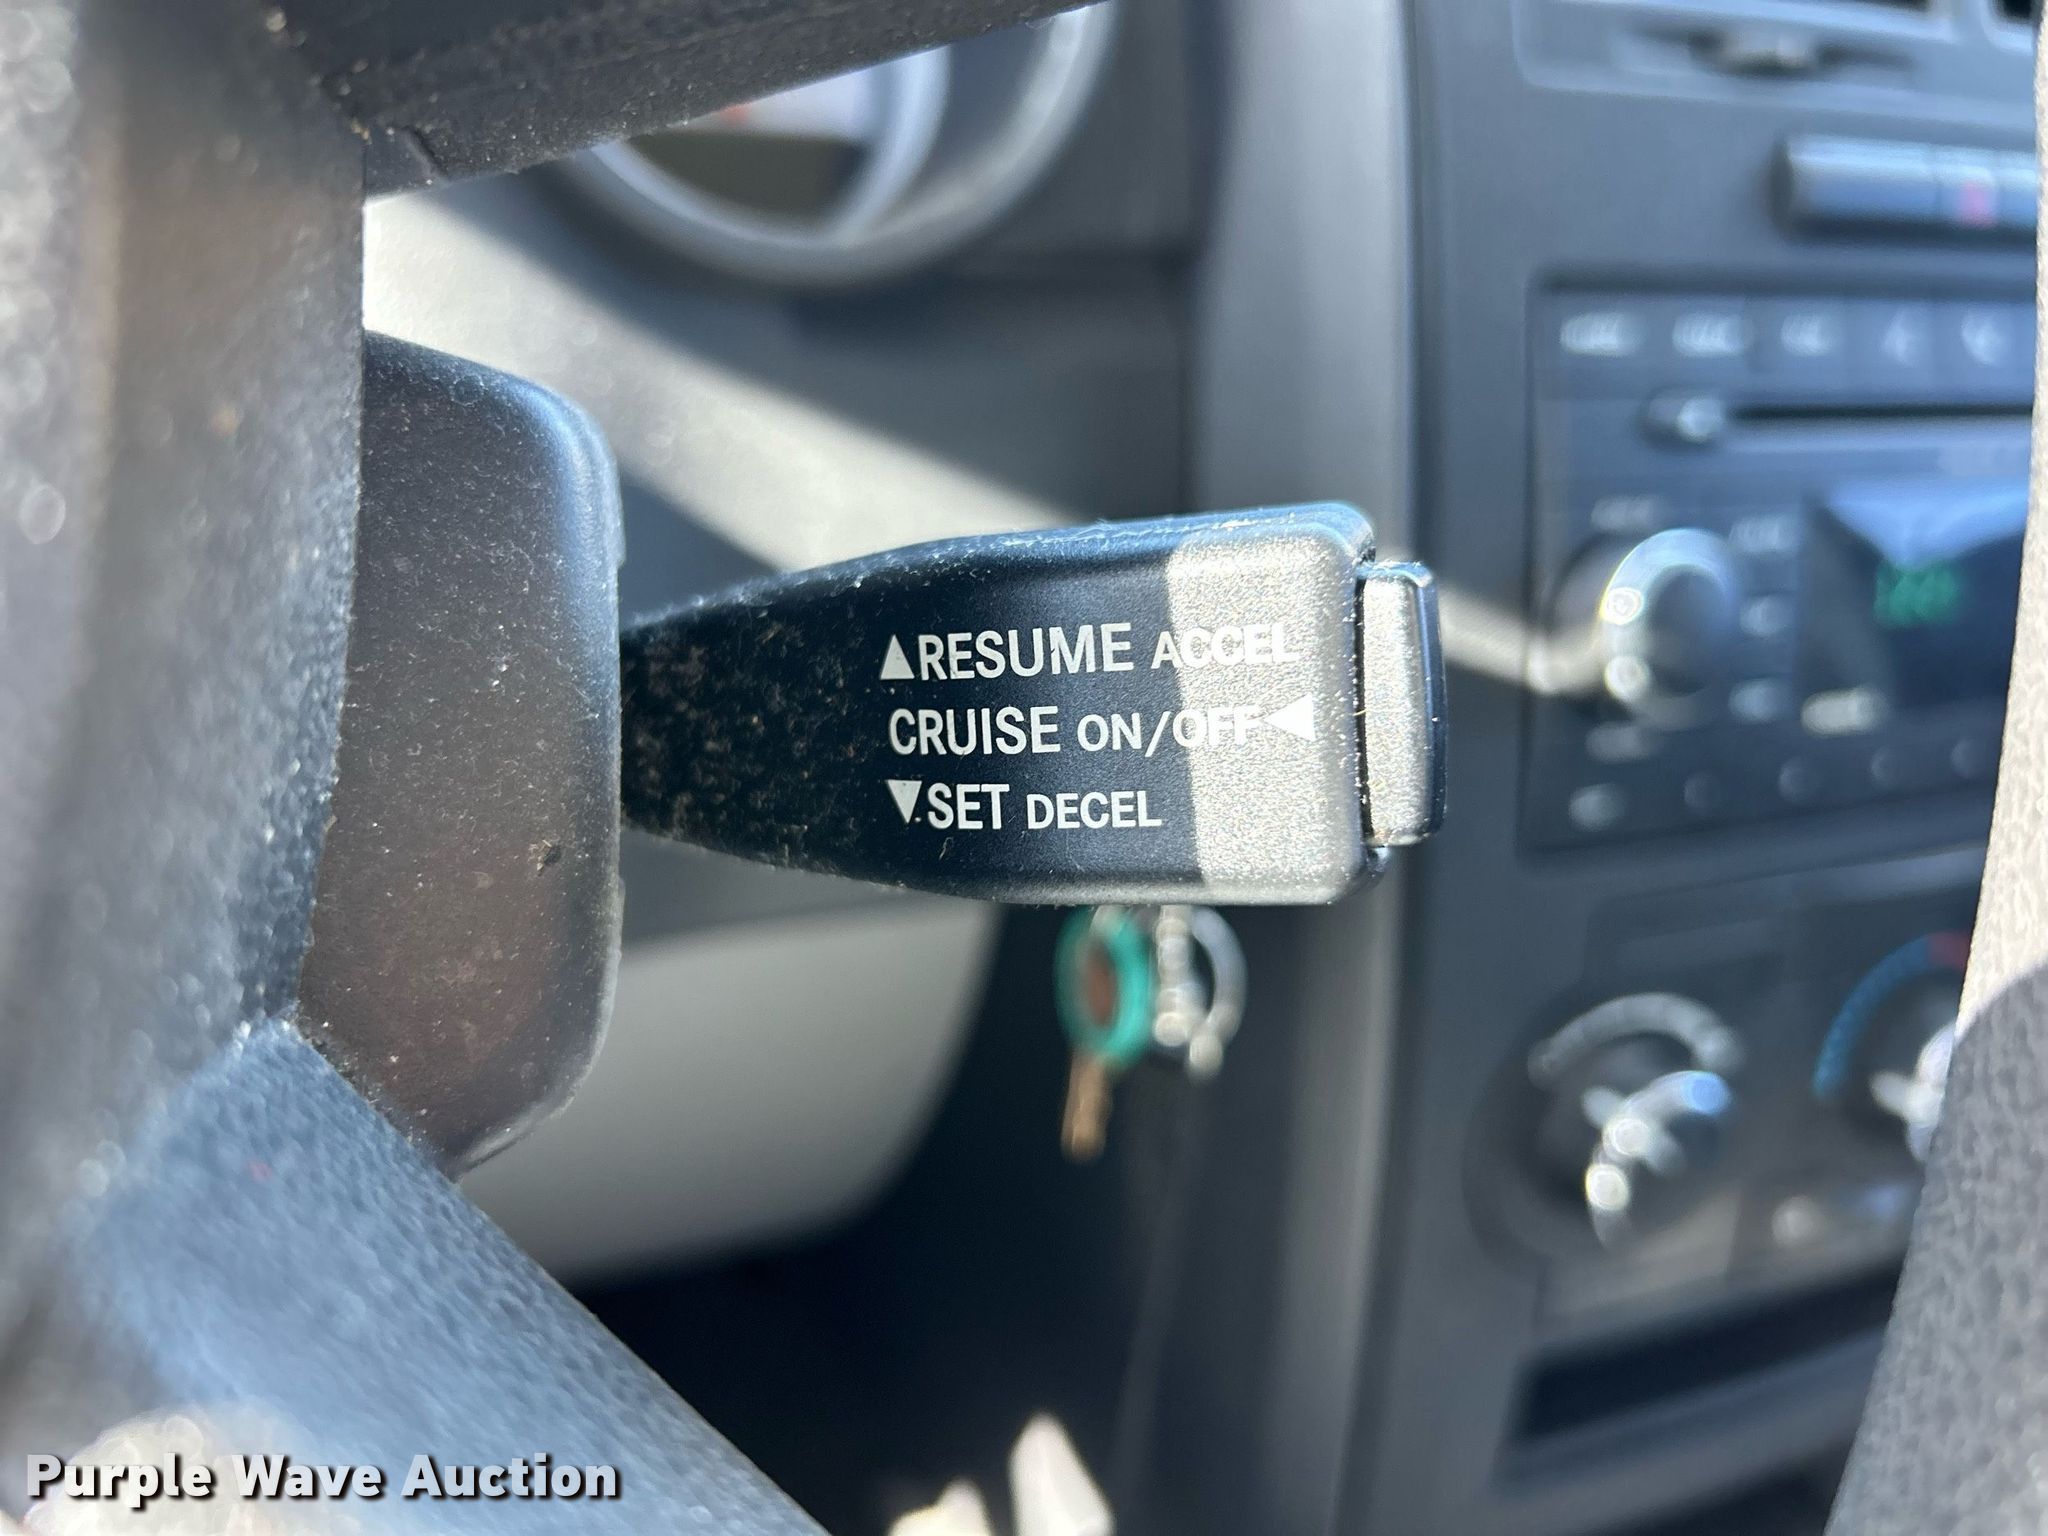 ▲RESUME ACCEL
CRUISE ON/OFF◀
▼SET DECEL
Purple Wave Auction